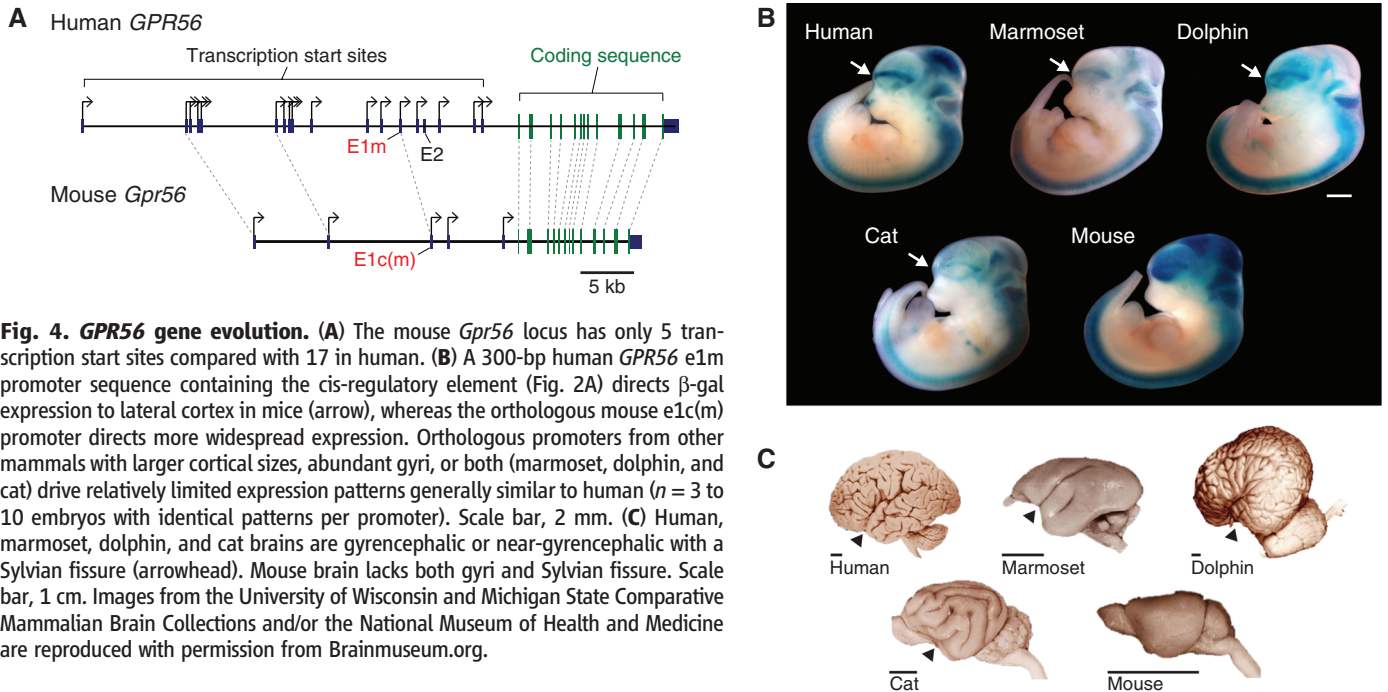 A
Human GPR56
Transcription start sites
Coding sequence
E1m
E2
Mouse Gpr56
E1c(m)
5 kb
Fig. 4. GPR56 gene evolution. (A) The mouse Gpr56 locus has only 5 tran-
scription start sites compared with 17 in human. (B) A 300-bp human GPR56 e1m
promoter sequence containing the cis-regulatory element (Fig. 2A) directs β-gal
expression to lateral cortex in mice (arrow), whereas the orthologous mouse e1c(m)
promoter directs more widespread expression. Orthologous promoters from other
mammals with larger cortical sizes, abundant gyri, or both (marmoset, dolphin, and
cat) drive relatively limited expression patterns generally similar to human (n = 3 to
10 embryos with identical patterns per promoter). Scale bar, 2 mm. (C) Human,
marmoset, dolphin, and cat brains are gyrencephalic or near-gyrencephalic with a
Sylvian fissure (arrowhead). Mouse brain lacks both gyri and Sylvian fissure. Scale
bar, 1 cm. Images from the University of Wisconsin and Michigan State Comparative
Mammalian Brain Collections and/or the National Museum of Health and Medicine
are reproduced with permission from Brainmuseum.org.
B
Human
Marmoset
Dolphin
Cat
Mouse
C
Human
Marmoset
Dolphin
Cat
Mouse